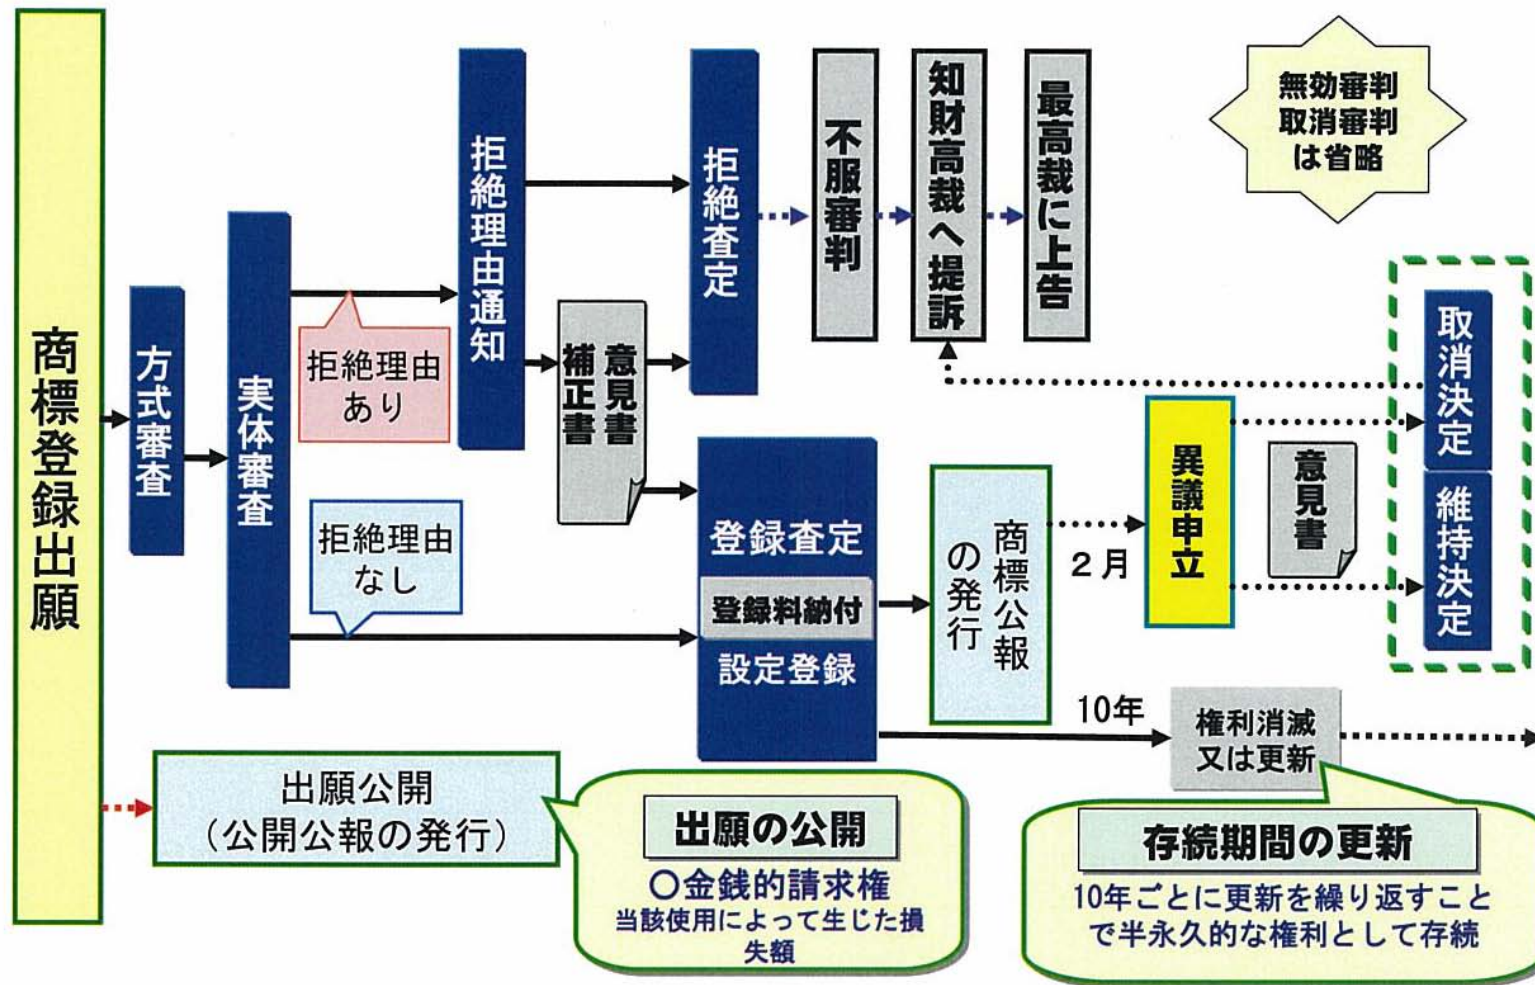 商標登録出願
方式審査
実体審査
拒絶理由
あり
拒絶理由
なし
拒絶理由通知
意見書
補正書
拒絶査定
不服審判
知財高裁へ提訴
最高裁に上告
無効審判
取消審判
は省略
登録査定
登録料納付
設定登録
商標公報
の発行
2月
異議申立
意見書
取消決定
維持決定
10年
権利消滅
又は更新
出願公開
（公開公報の発行）
出願の公開
○金銭的請求権
当該使用によって生じた損
失額
存続期間の更新
10年ごとに更新を繰り返すこと
で半永久的な権利として存続